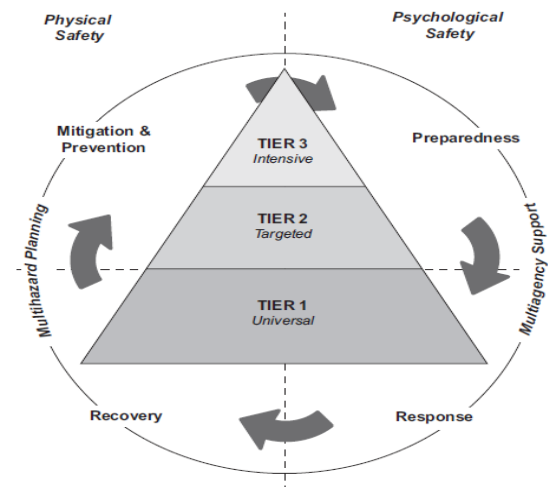 Physical
Safety
Psychological
Safety
Mitigation &
Prevention
Preparedness
TIER 3
Intensive
TIER 2
Targeted
Multihazard Planning
Multiagency Support
TIER 1
Universal
Recovery
Response